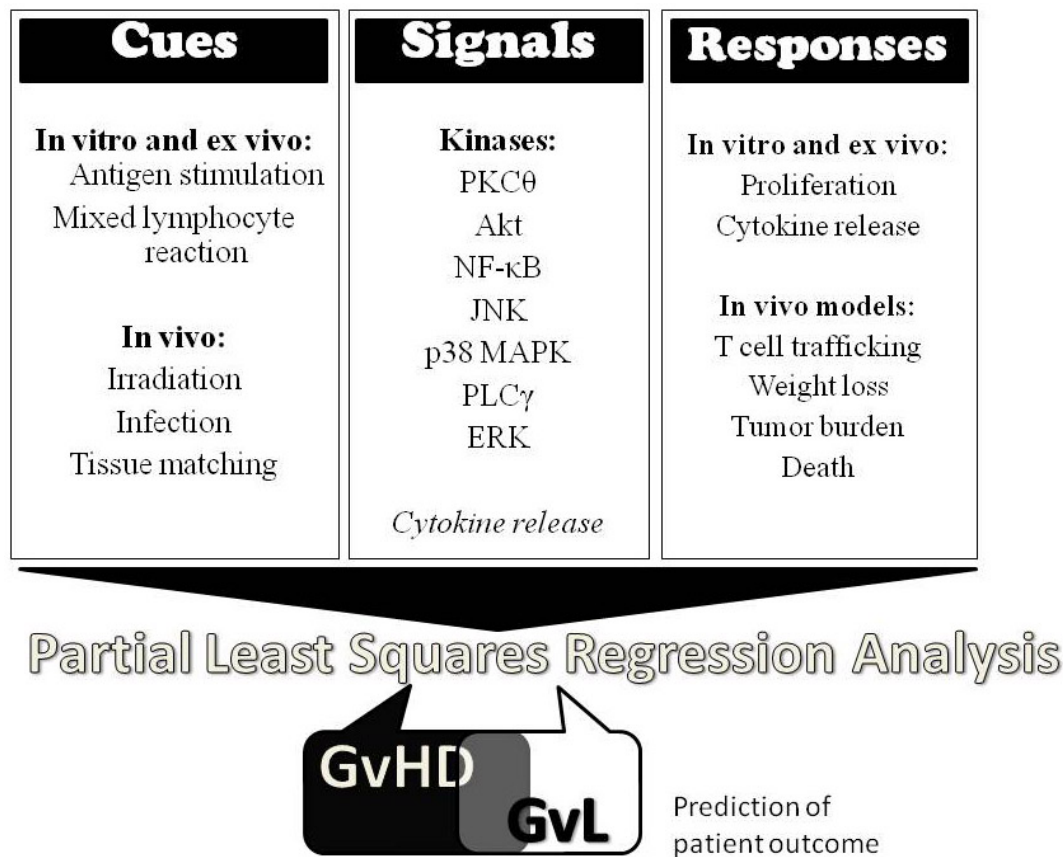 Cues
In vitro and ex vivo:
Antigen stimulation
Mixed lymphocyte
reaction
In vivo:
Irradiation
Infection
Tissue matching
Signals
Kinases:
PKCθ
Akt
NF-κB
JNK
p38 MAPK
PLCγ
ERK
Cytokine release
Responses
In vitro and ex vivo:
Proliferation
Cytokine release
In vivo models:
T cell trafficking
Weight loss
Tumor burden
Death
Partial Least Squares Regression Analysis
GvHD
GvL
Prediction of
patient outcome